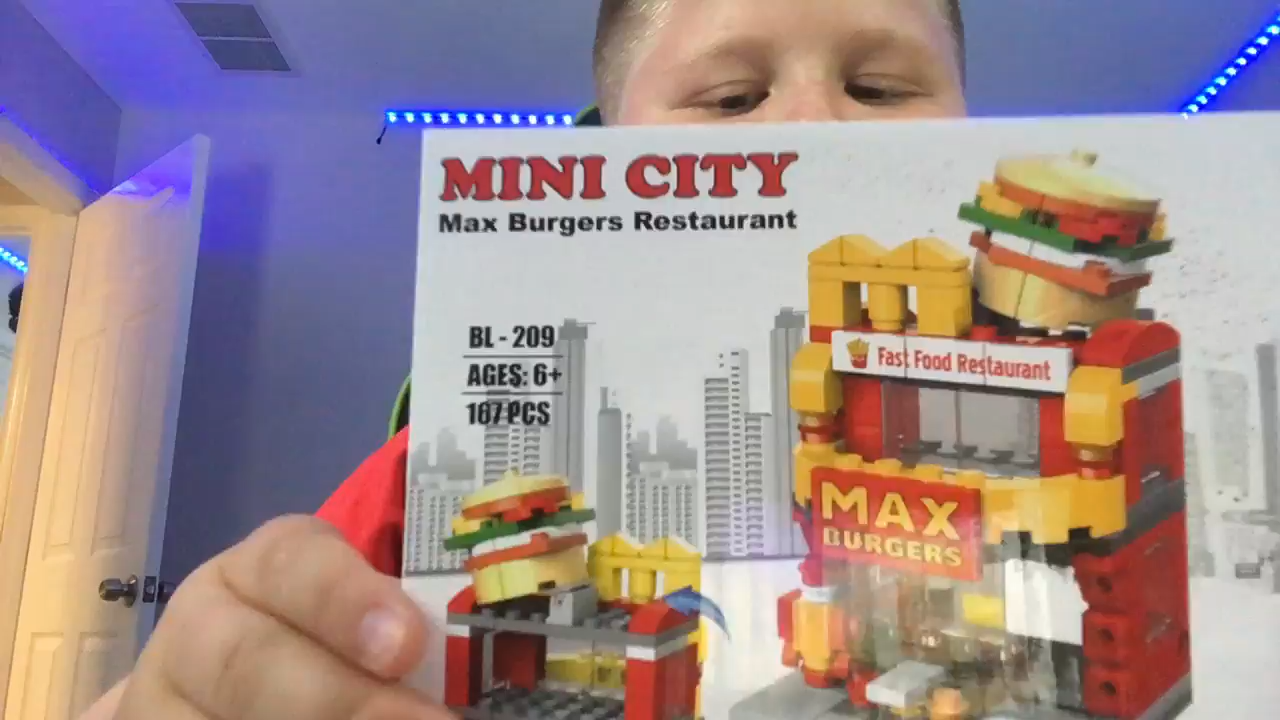 MINI CITY
Max Burgers Restaurant
BL - 209
AGES: 6+
167 PCS
Fast Food Restaurant
MAX
BURGERS